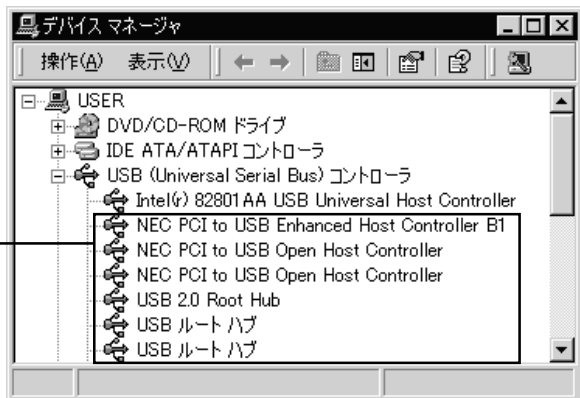 デバイス マネージャ
操作(A) 表示(V)
USER
DVD/CD-ROM ドライブ
IDE ATA/ATAPI コントローラ
USB (Universal Serial Bus) コントローラ
Intel(r) 82801AA USB Universal Host Controller
NEC PCI to USB Enhanced Host Controller B1
NEC PCI to USB Open Host Controller
NEC PCI to USB Open Host Controller
USB 2.0 Root Hub
USB ルート ハブ
USB ルート ハブ